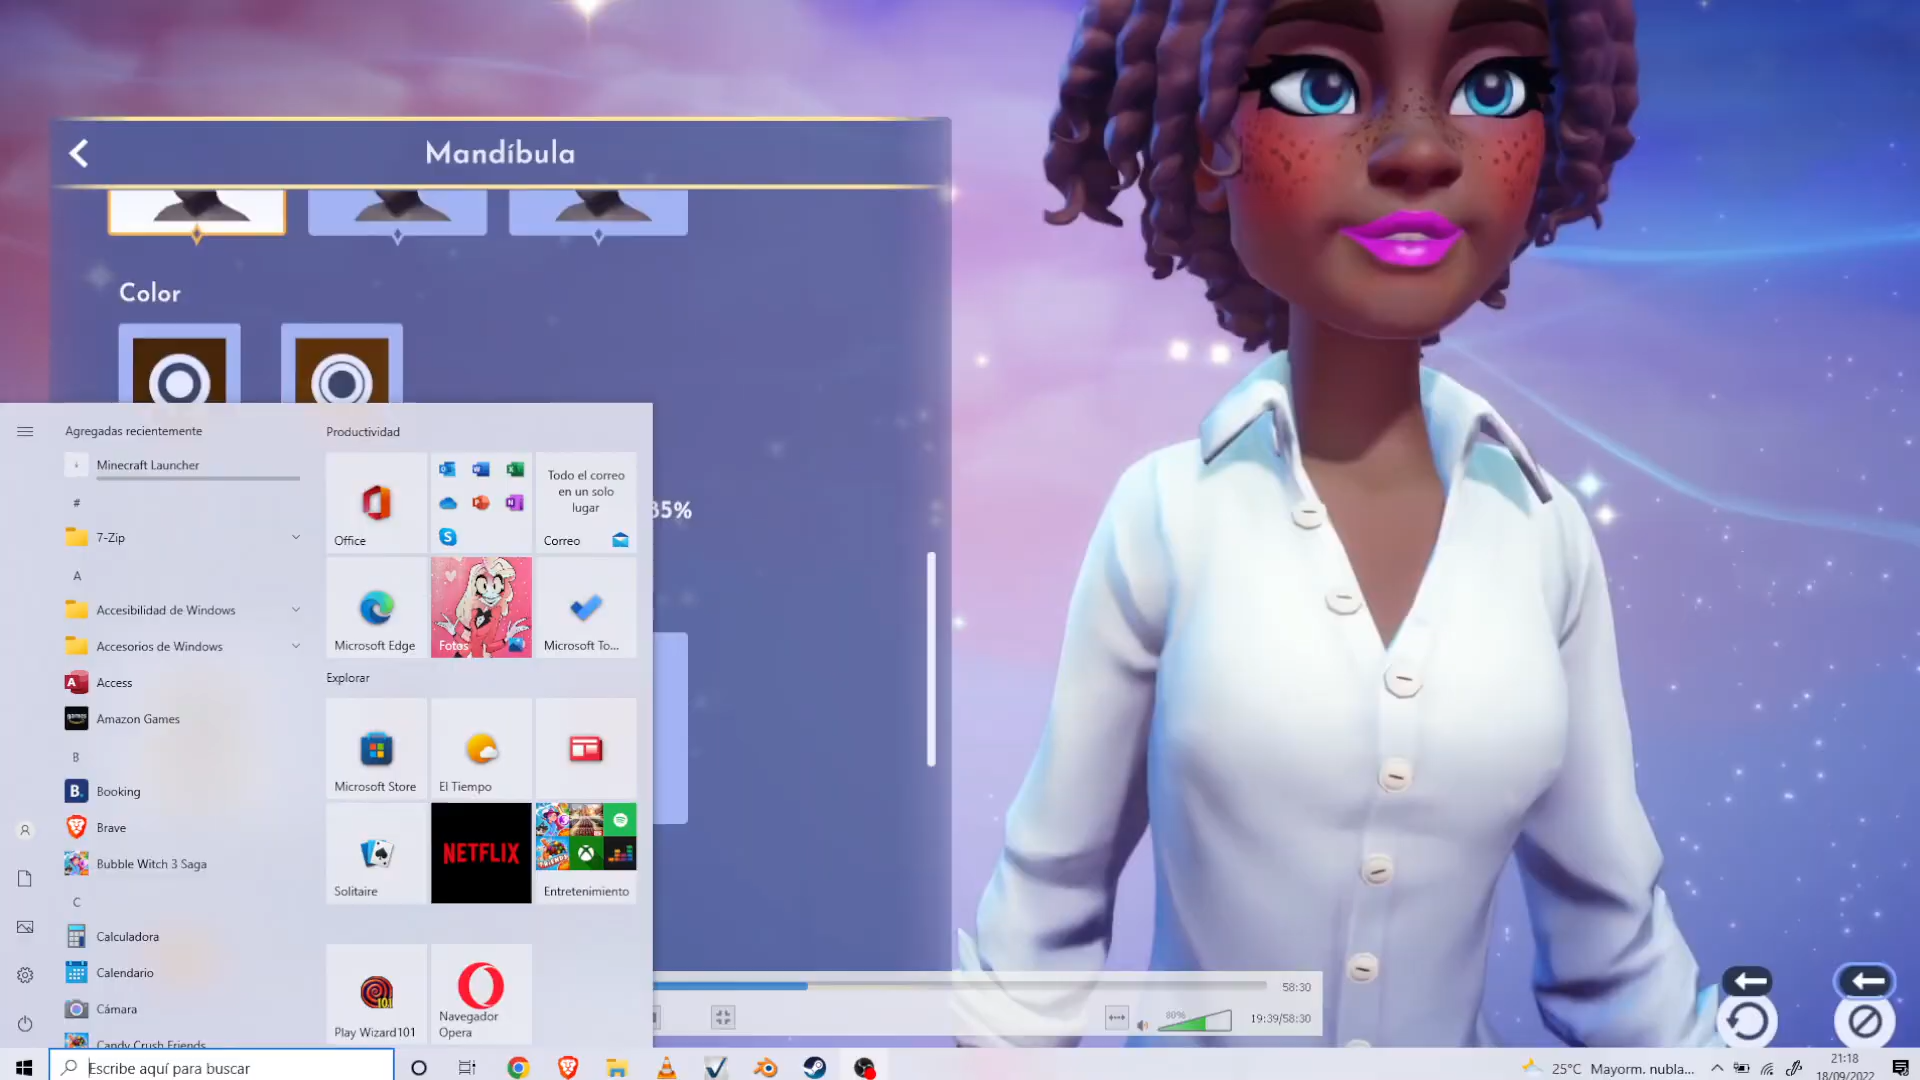 Mandíbula
Color
35%
Agregadas recientemente
Minecraft Launcher
#
7-Zip
A
Accesibilidad de Windows
Accesorios de Windows
Access
Amazon Games
B
Booking
Brave
Bubble Witch 3 Saga
C
Calculadora
Calendario
Cámara
Candy Crush Friends
Productividad
Office
Todo el correo
en un solo
lugar
Correo
Microsoft Edge
Fotos
Microsoft To...
Explorar
Microsoft Store
El Tiempo
Solitaire
NETFLIX
Entretenimiento
Play Wizard101
Navegador
Opera
58:30
80%
19:39/58:30
Escribe aquí para buscar
25°C Mayorm. nubla...
21:18
18/09/2022